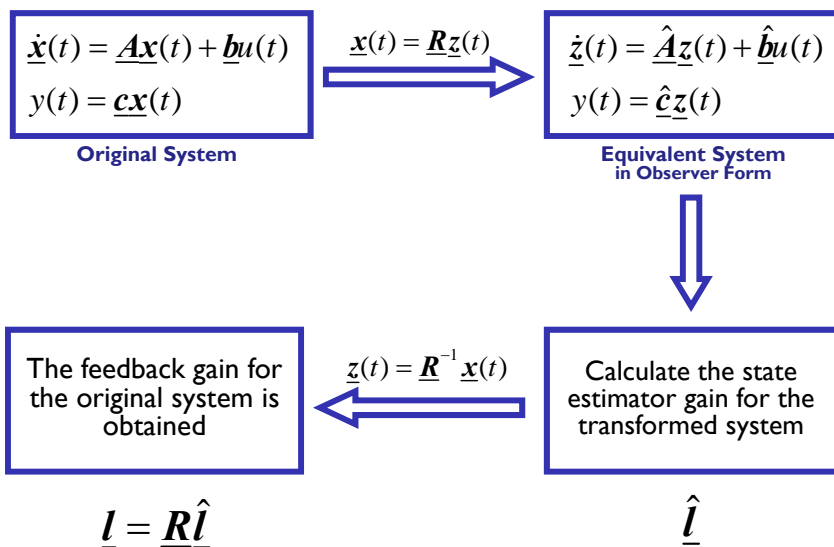 ẋ(t) = Ax(t) + bu(t)
y(t) = cx(t)
Original System
x(t) = Rz(t)
ż(t) = Âz(t) + b̂u(t)
y(t) = ĉz(t)
Equivalent System
in Observer Form
The feedback gain for
the original system is
obtained
z(t) = R⁻¹ x(t)
Calculate the state
estimator gain for the
transformed system
l = Rl̂
l̂